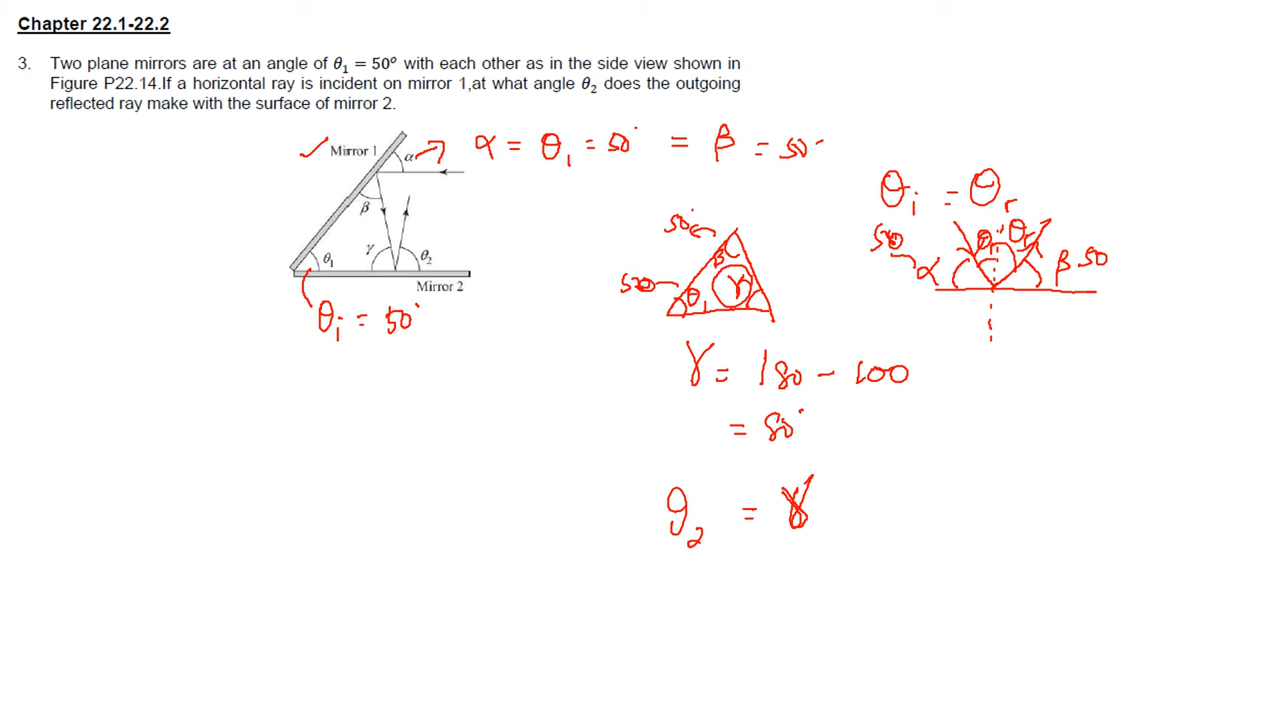 Chapter 22.1-22.2
3. Two plane mirrors are at an angle of θ₁ = 50° with each other as in the side view shown in
Figure P22.14.If a horizontal ray is incident on mirror 1,at what angle θ₂ does the outgoing
reflected ray make with the surface of mirror 2.
Mirror 1
α
β
γ
θ₁
θ₂
Mirror 2
α = θ₁ = 50° = β = 50°
θi = 50°
θi = θr
50
α
θi
θr
β 50
50°
50
β
θ₁
γ
γ = 180 - 100
= 80°
θ₂ = γ